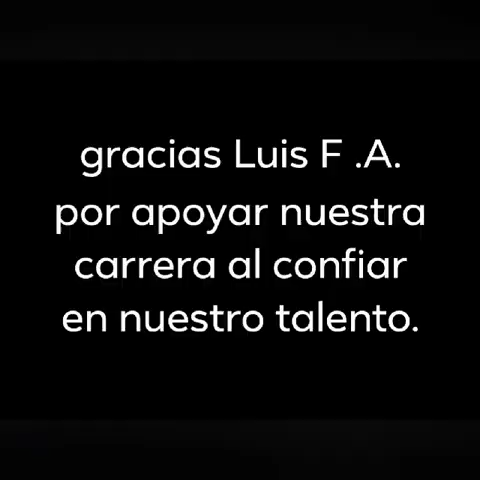 gracias Luis F .A.
por apoyar nuestra
carrera al confiar
en nuestro talento.